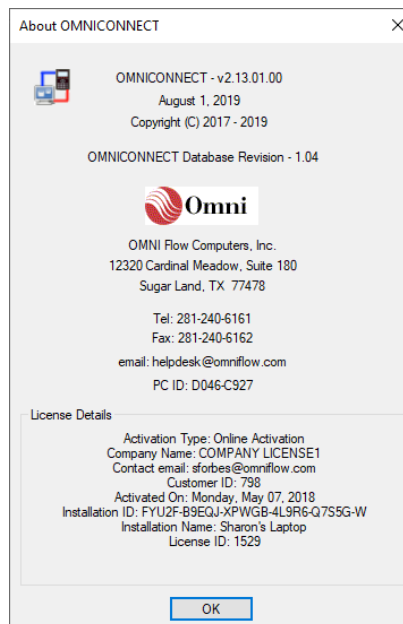 About OMNICONNECT
OMNICONNECT - v2.13.01.00
August 1, 2019
Copyright (C) 2017 - 2019
OMNICONNECT Database Revision - 1.04
Omni
OMNI Flow Computers, Inc.
12320 Cardinal Meadow, Suite 180
Sugar Land, TX 77478
Tel: 281-240-6161
Fax: 281-240-6162
email: helpdesk@omniflow.com
PC ID: D046-C927
License Details
Activation Type: Online Activation
Company Name: COMPANY LICENSE1
Contact email: sforbes@omniflow.com
Customer ID: 798
Activated On: Monday, May 07, 2018
Installation ID: FYU2F-B9EQJ-XPWGB-4L9R6-Q7S5G-W
Installation Name: Sharon's Laptop
License ID: 1529
OK